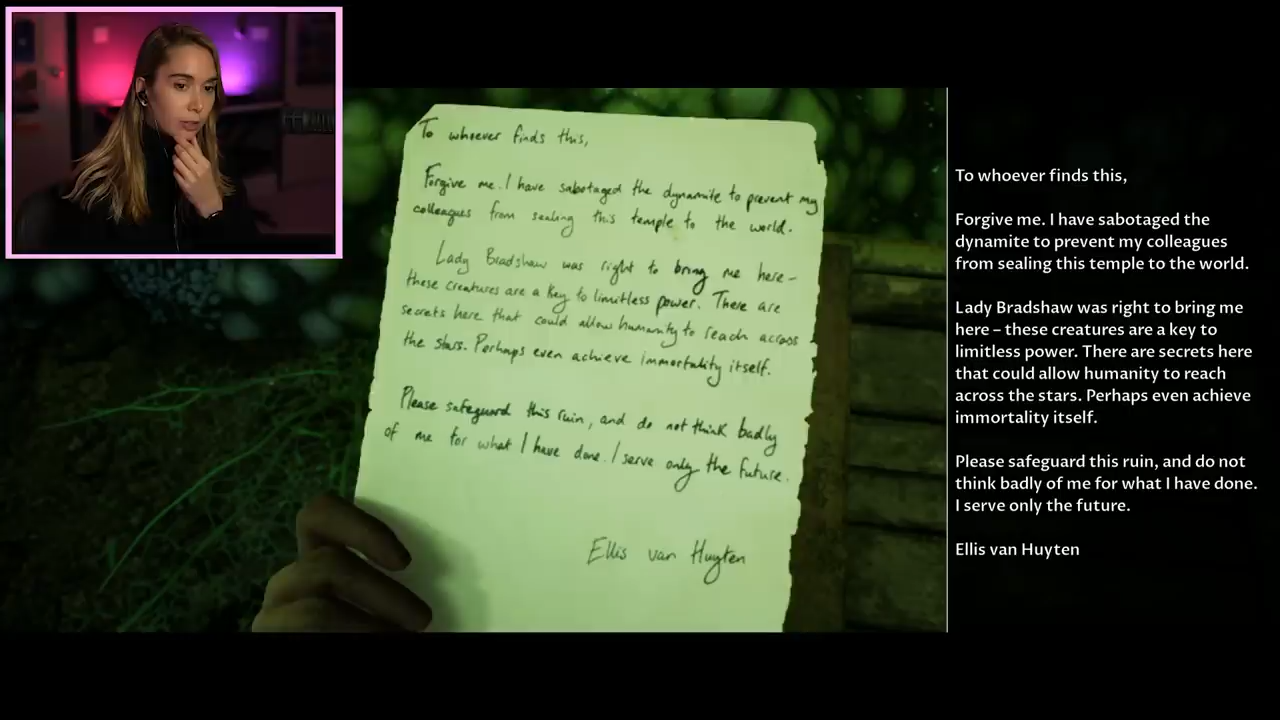 To whoever finds this,
Forgive me. I have sabotaged the dynamite to prevent my
colleagues from sealing this temple to the world.
Lady Bradshaw was right to bring me here–
these creatures are a key to limitless power. There are
secrets here that could allow humanity to reach across
the stars. Perhaps even achieve immortality itself.
Please safeguard this ruin, and do not think badly
of me for what I have done. I serve only the future.
Ellis van Huyten
To whoever finds this,
Forgive me. I have sabotaged the
dynamite to prevent my colleagues
from sealing this temple to the world.
Lady Bradshaw was right to bring me
here – these creatures are a key to
limitless power. There are secrets here
that could allow humanity to reach
across the stars. Perhaps even achieve
immortality itself.
Please safeguard this ruin, and do not
think badly of me for what I have done.
I serve only the future.
Ellis van Huyten